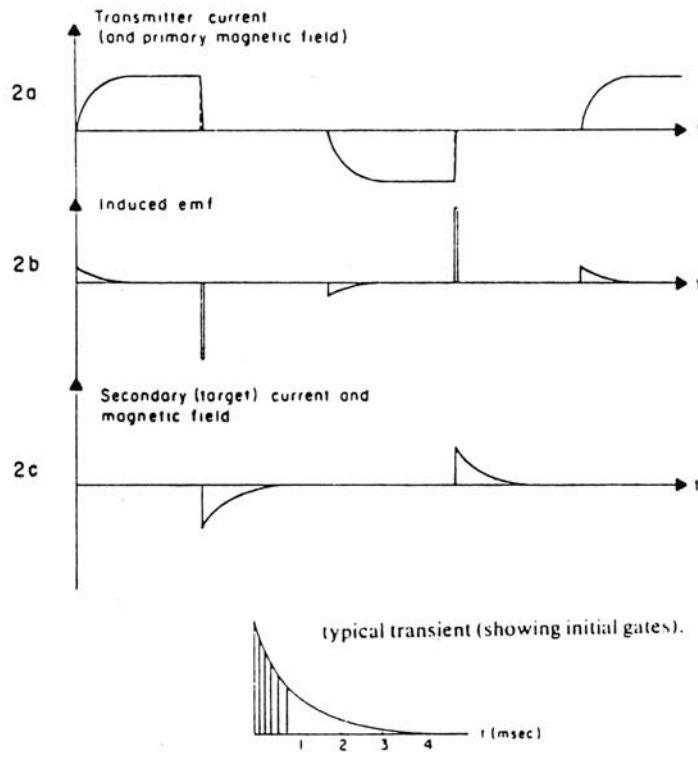 Transmitter current
(and primary magnetic field)
2a
t
Induced emf
2b
t
Secondary (target) current and
magnetic field
2c
t
typical transient (showing initial gates).
1 2 3 4 t (msec)